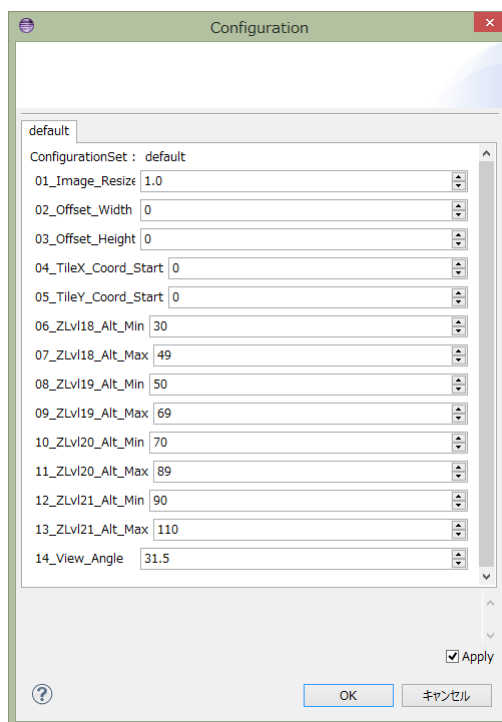 Configuration
default
ConfigurationSet : default
01_Image_Resize 1.0
02_Offset_Width 0
03_Offset_Height 0
04_TileX_Coord_Start 0
05_TileY_Coord_Start 0
06_ZLvl18_Alt_Min 30
07_ZLvl18_Alt_Max 49
08_ZLvl19_Alt_Min 50
09_ZLvl19_Alt_Max 69
10_ZLvl20_Alt_Min 70
11_ZLvl20_Alt_Max 89
12_ZLvl21_Alt_Min 90
13_ZLvl21_Alt_Max 110
14_View_Angle 31.5
Apply
? OK キャンセル